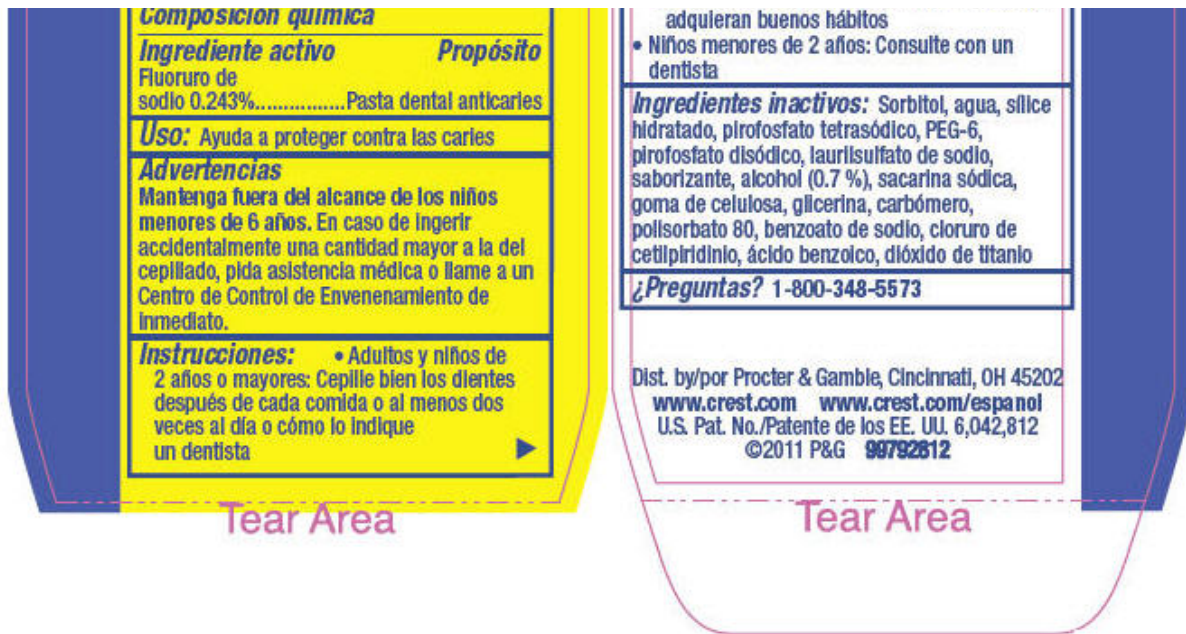 Composición química
Ingrediente activo Propósito
Fluoruro de
sodio 0.243%................Pasta dental anticaries
Uso: Ayuda a proteger contra las caries
Advertencias
Mantenga fuera del alcance de los niños
menores de 6 años. En caso de ingerir
accidentalmente una cantidad mayor a la del
cepillado, pida asistencia médica o llame a un
Centro de Control de Envenenamiento de
inmediato.
Instrucciones: • Adultos y niños de
2 años o mayores: Cepille bien los dientes
después de cada comida o al menos dos
veces al día o cómo lo indique
un dentista
Tear Area
adquieran buenos hábitos
• Niños menores de 2 años: Consulte con un
dentista
Ingredientes inactivos: Sorbitol, agua, sílice
hidratado, pirofosfato tetrasódico, PEG-6,
pirofosfato disódico, laurilsulfato de sodio,
saborizante, alcohol (0.7 %), sacarina sódica,
goma de celulosa, glicerina, carbómero,
polisorbato 80, benzoato de sodio, cloruro de
cetilpiridinio, ácido benzoico, dióxido de titanio
¿Preguntas? 1-800-348-5573
Dist. by/por Procter & Gamble, Cincinnati, OH 45202
www.crest.com www.crest.com/espanol
U.S. Pat. No./Patente de los EE. UU. 6,042,812
©2011 P&G 99792812
Tear Area